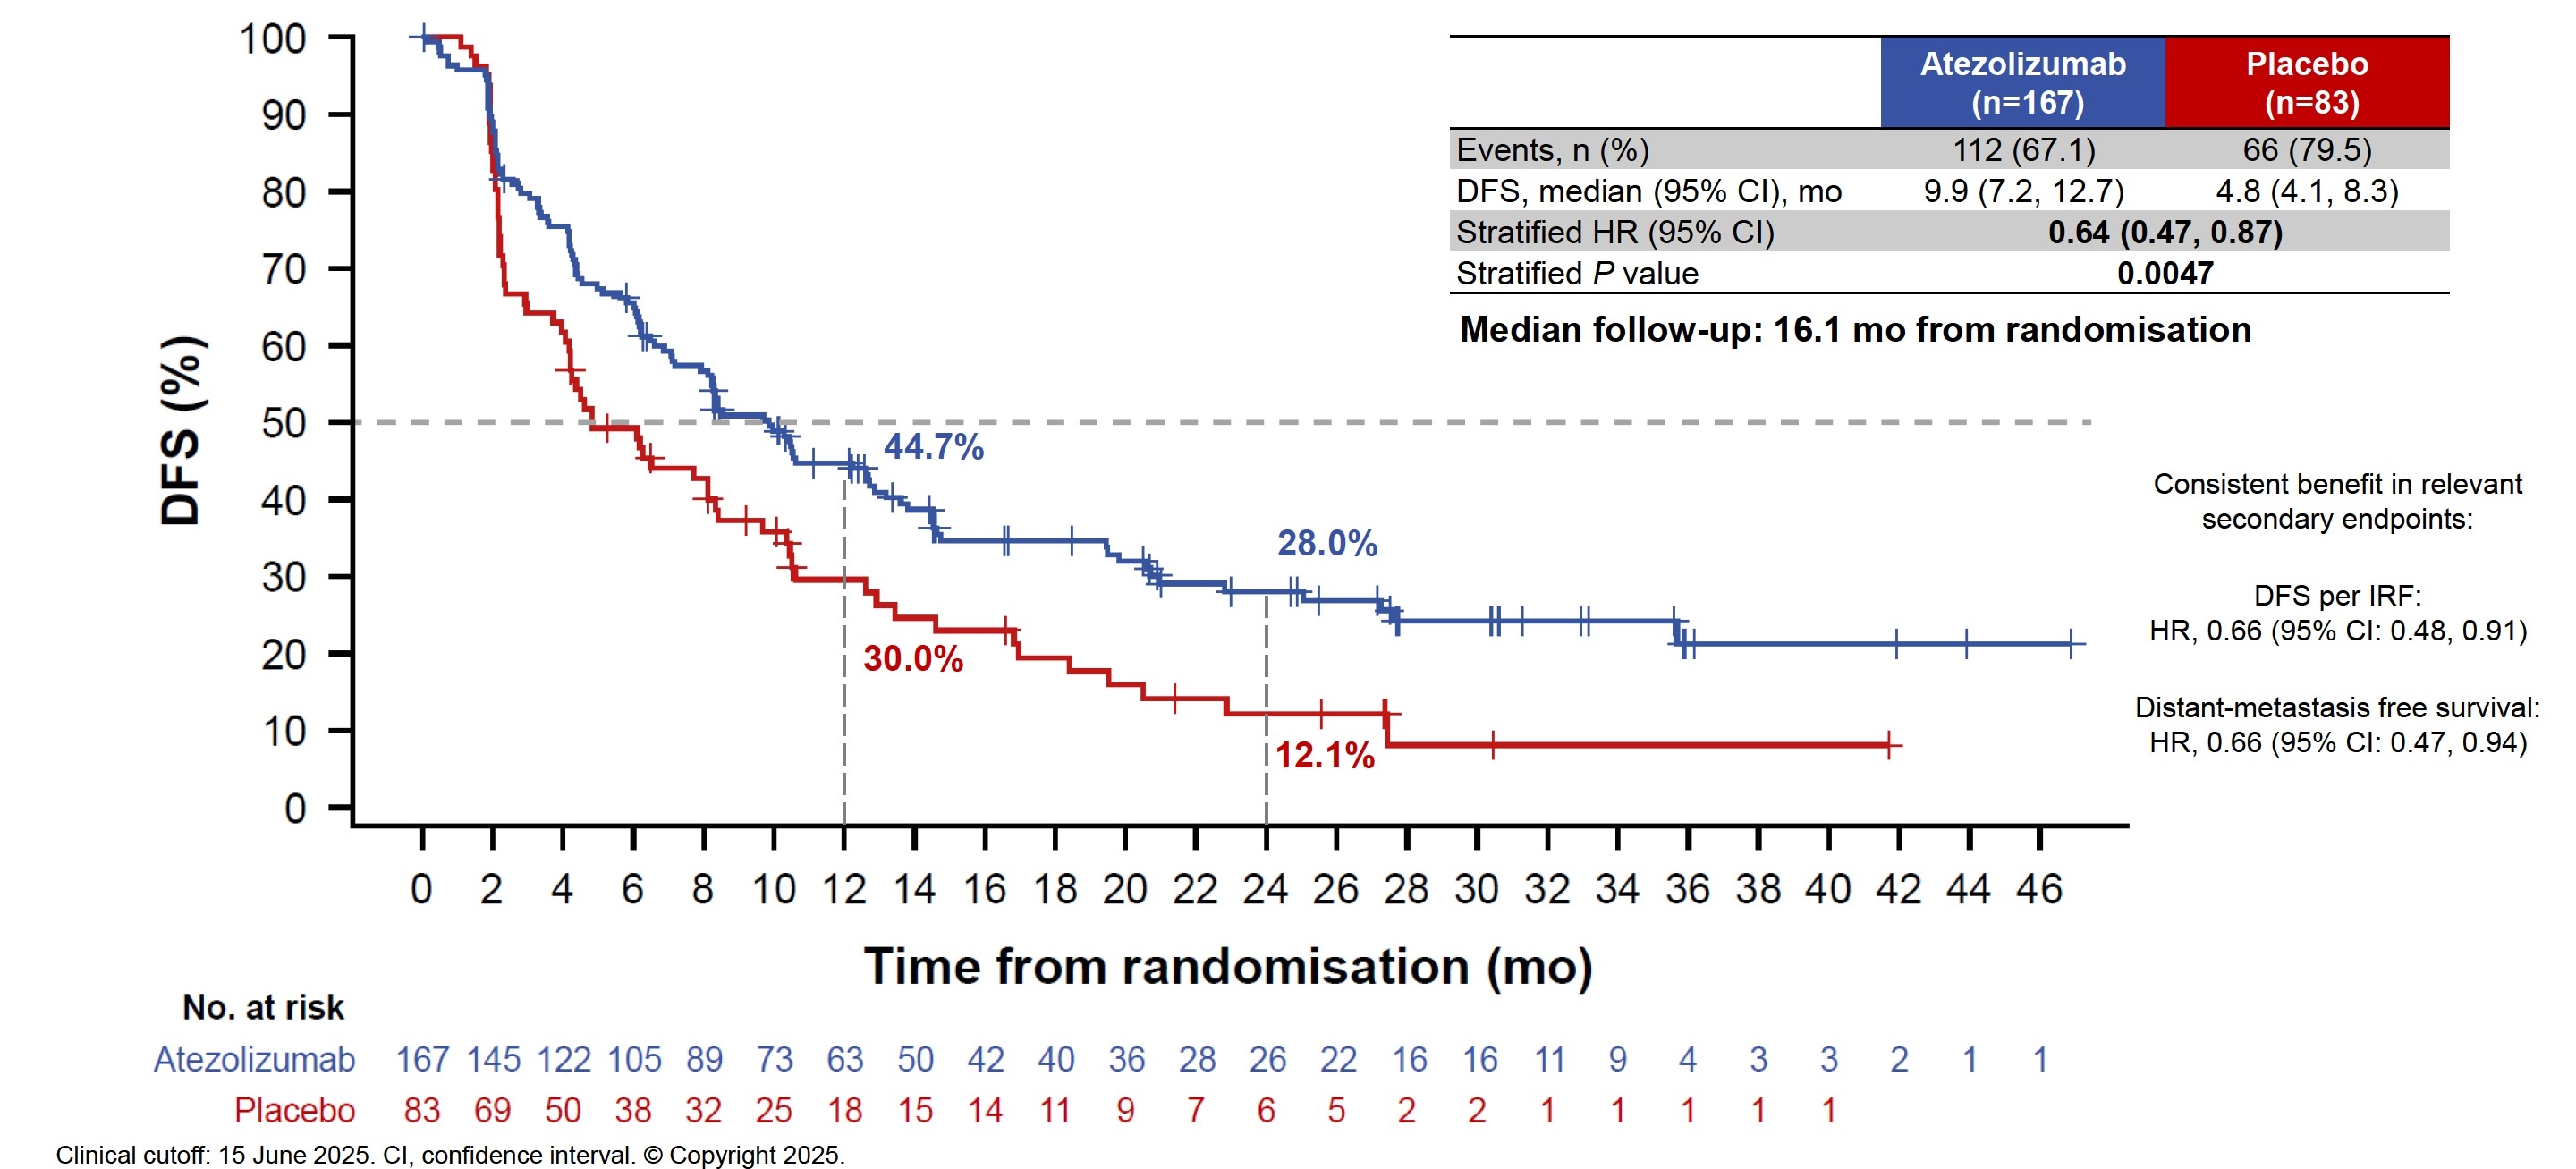 100
90
80
70
60
50
40
30
20
10
0
DFS (%)
44.7%
30.0%
28.0%
12.1%
Atezolizumab (n=167) Placebo (n=83)
Events, n (%) 112 (67.1) 66 (79.5)
DFS, median (95% CI), mo 9.9 (7.2, 12.7) 4.8 (4.1, 8.3)
Stratified HR (95% CI) 0.64 (0.47, 0.87)
Stratified P value 0.0047
Median follow-up: 16.1 mo from randomisation
Consistent benefit in relevant
secondary endpoints:
DFS per IRF:
HR, 0.66 (95% CI: 0.48, 0.91)
Distant-metastasis free survival:
HR, 0.66 (95% CI: 0.47, 0.94)
0 2 4 6 8 10 12 14 16 18 20 22 24 26 28 30 32 34 36 38 40 42 44 46
Time from randomisation (mo)
No. at risk
Atezolizumab 167 145 122 105 89 73 63 50 42 40 36 28 26 22 16 16 11 9 4 3 3 2 1 1
Placebo 83 69 50 38 32 25 18 15 14 11 9 7 6 5 2 2 1 1 1 1 1
Clinical cutoff: 15 June 2025. CI, confidence interval. © Copyright 2025.